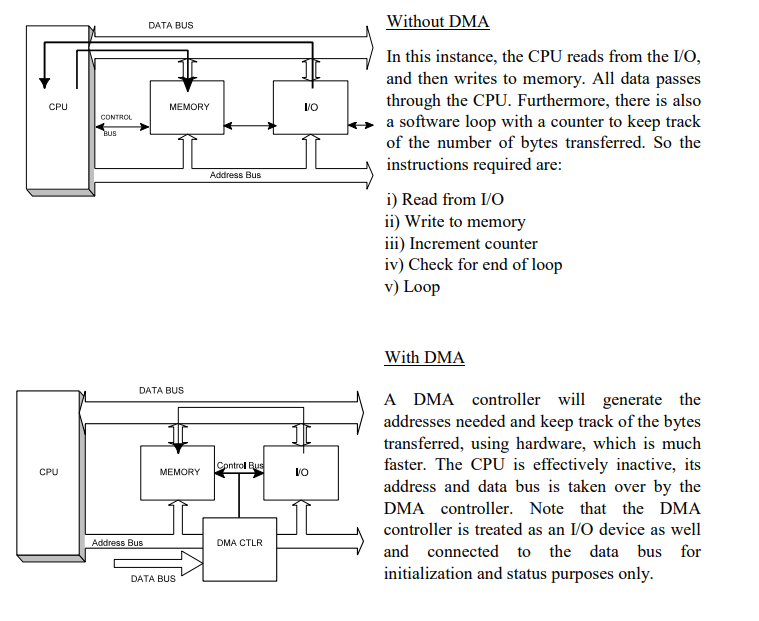 DATA BUS
CPU
MEMORY
I/O
CONTROL
BUS
Address Bus
Without DMA
In this instance, the CPU reads from the I/O,
and then writes to memory. All data passes
through the CPU. Furthermore, there is also
a software loop with a counter to keep track
of the number of bytes transferred. So the
instructions required are:
i) Read from I/O
ii) Write to memory
iii) Increment counter
iv) Check for end of loop
v) Loop
DATA BUS
CPU
MEMORY
Control Bus
I/O
Address Bus
DMA CTLR
DATA BUS
With DMA
A DMA controller will generate the
addresses needed and keep track of the bytes
transferred, using hardware, which is much
faster. The CPU is effectively inactive, its
address and data bus is taken over by the
DMA controller. Note that the DMA
controller is treated as an I/O device as well
and connected to the data bus for
initialization and status purposes only.